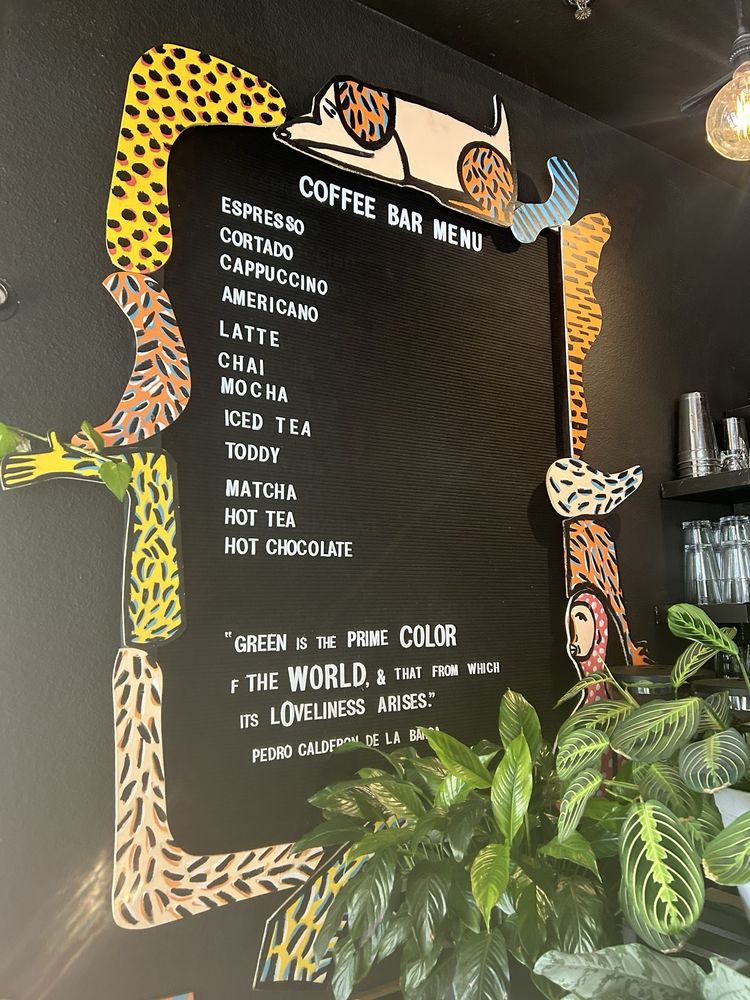 COFFEE BAR MENU
ESPRESSO
CORTADO
CAPPUCCINO
AMERICANO
LATTE
CHAI
MOCHA
ICED TEA
TODDY
MATCHA
HOT TEA
HOT CHOCOLATE
"GREEN IS THE PRIME COLOR
F THE WORLD, & THAT FROM WHICH
ITS LOVELINESS ARISES."
PEDRO CALDERON DE LA